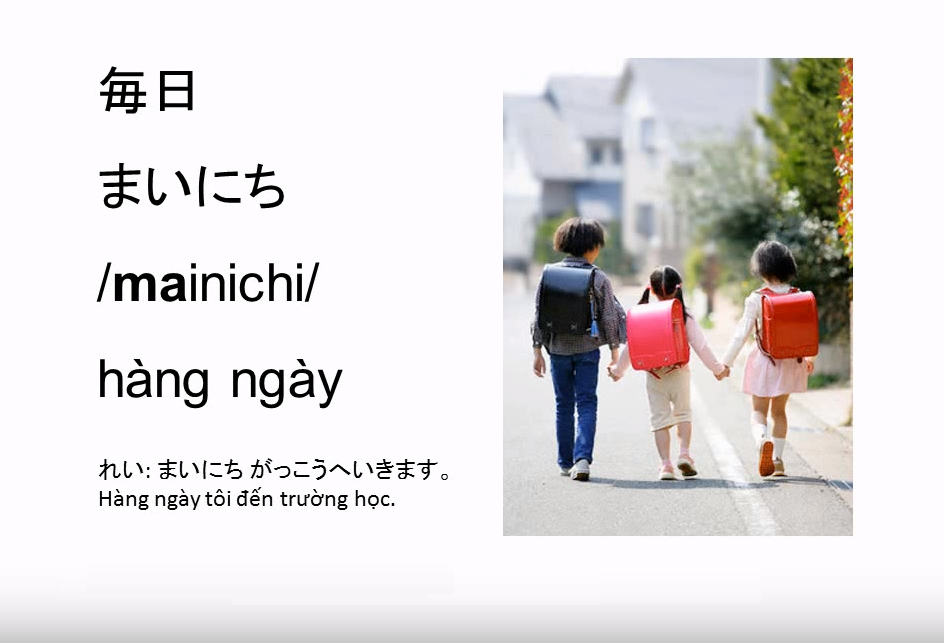 毎日
まいにち
/mainichi/
hàng ngày
れい: まいにち がっこうへいきます。
Hàng ngày tôi đến trường học.